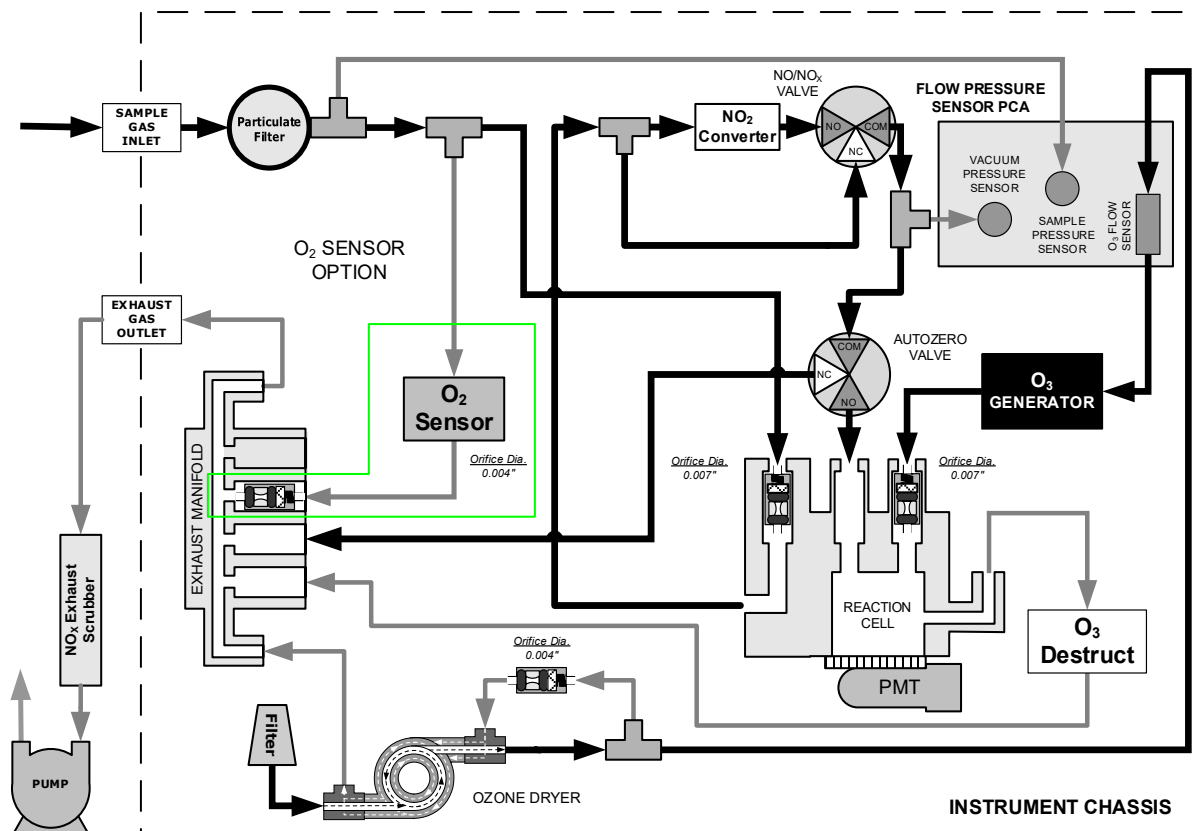 SAMPLE
GAS
INLET
Particulate
Filter
NO/NOX
VALVE
NO2
Converter
NO
COM
NC
FLOW PRESSURE
SENSOR PCA
VACUUM
PRESSURE
SENSOR
SAMPLE
PRESSURE
SENSOR
O3 FLOW
SENSOR
O2 SENSOR
OPTION
EXHAUST
GAS
OUTLET
AUTOZERO
VALVE
COM
NC
NO
O3
GENERATOR
O2
Sensor
Orifice Dia.
0.004"
Orifice Dia.
0.007"
Orifice Dia.
0.007"
EXHAUST MANIFOLD
NOX Exhaust
Scrubber
REACTION
CELL
O3
Destruct
Orifice Dia.
0.004"
PMT
Filter
PUMP
OZONE DRYER
INSTRUMENT CHASSIS